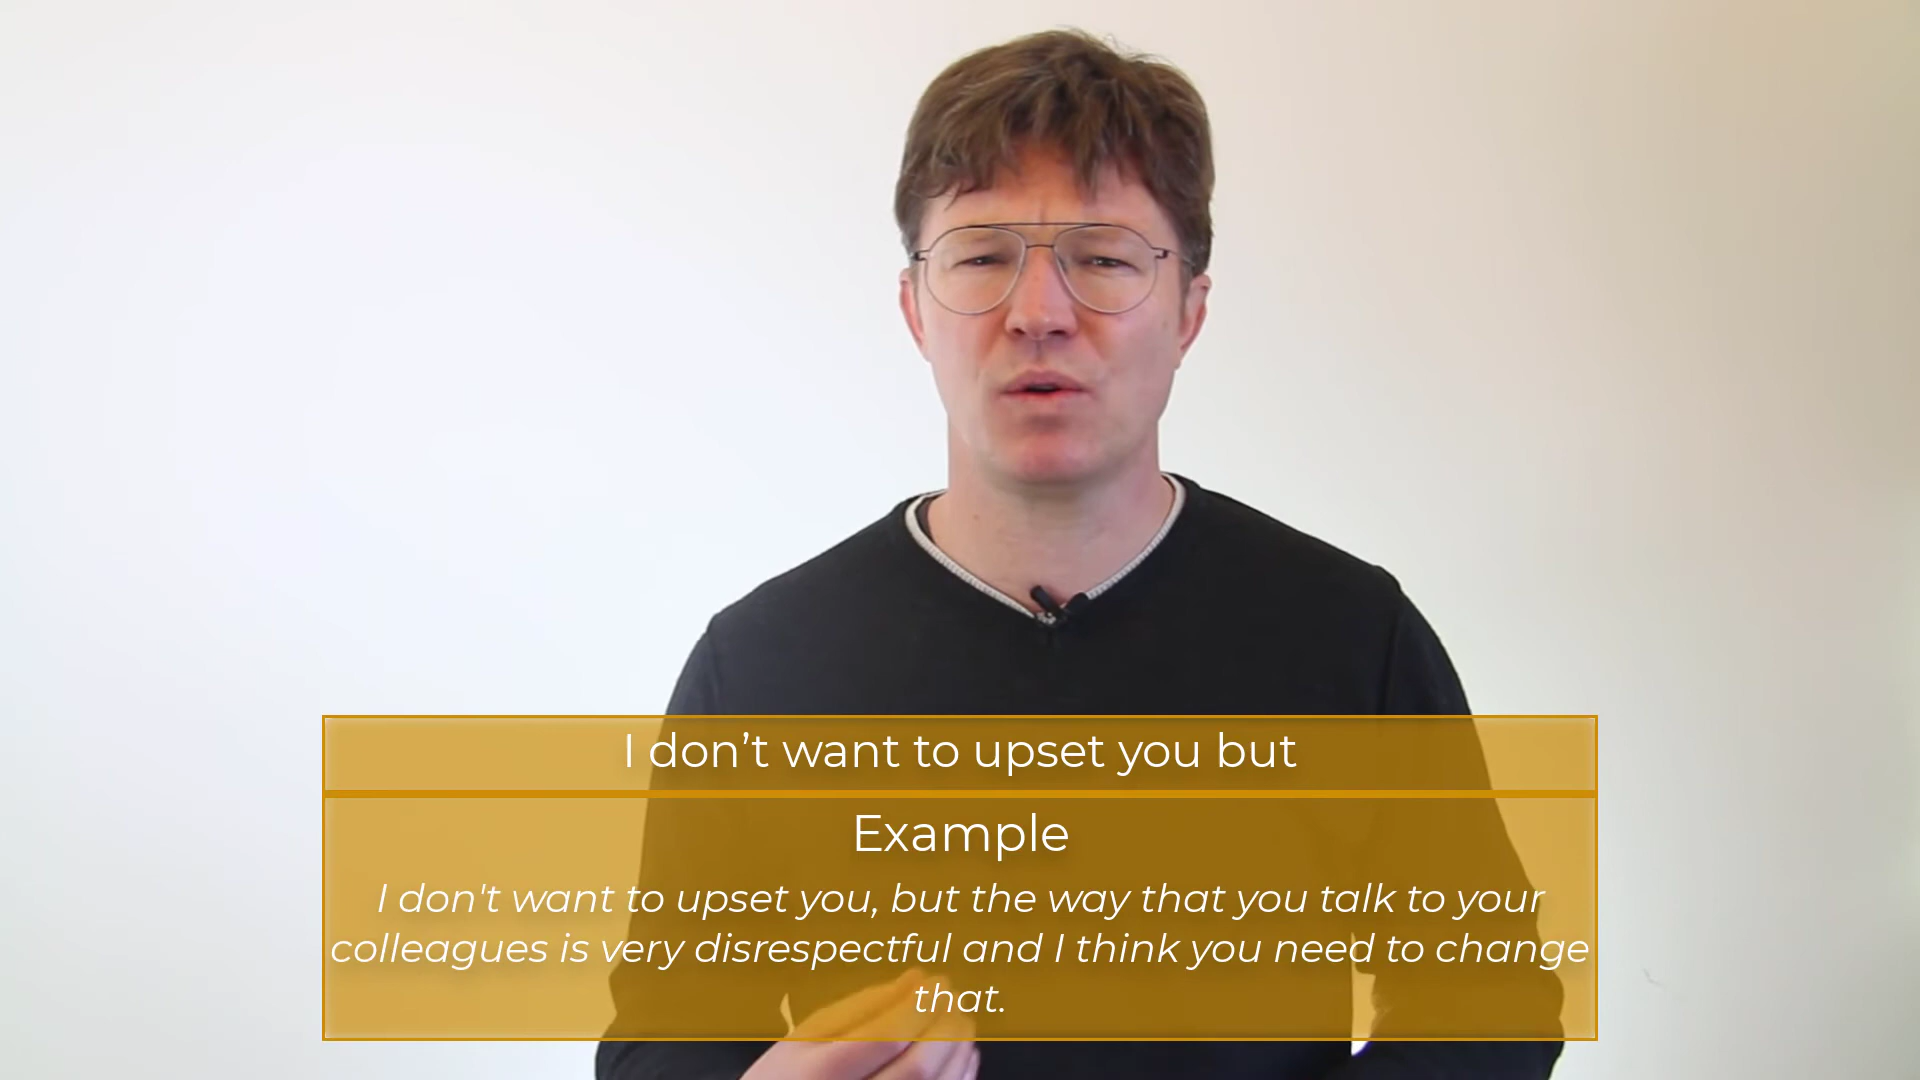 I don’t want to upset you but
Example
I don't want to upset you, but the way that you talk to your
colleagues is very disrespectful and I think you need to change
that.